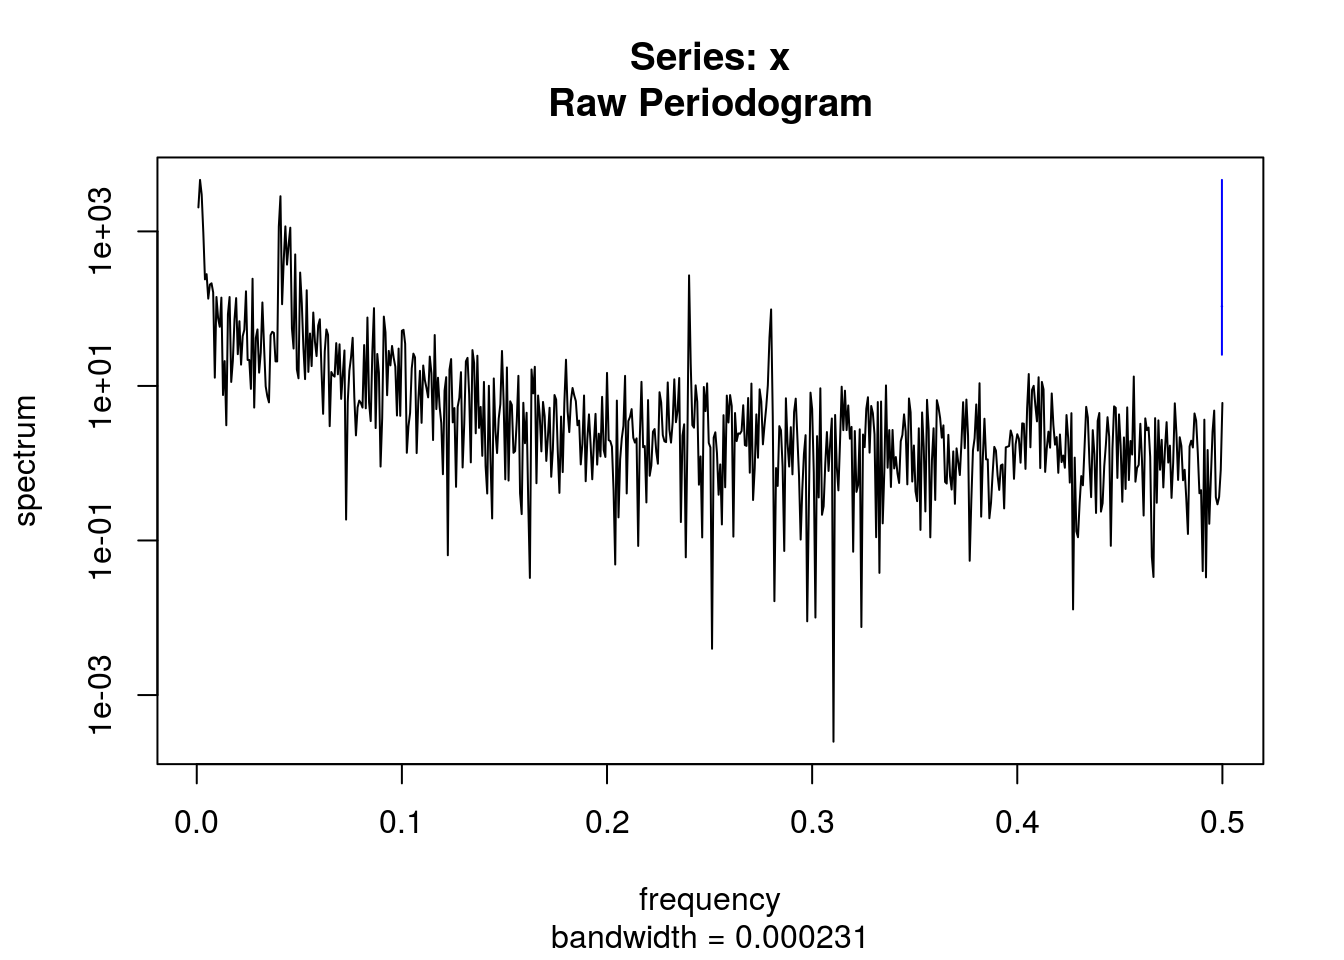 Series: x
Raw Periodogram
1e+03
1e+01
1e-01
1e-03
spectrum
0.0 0.1 0.2 0.3 0.4 0.5
frequency
bandwidth = 0.000231